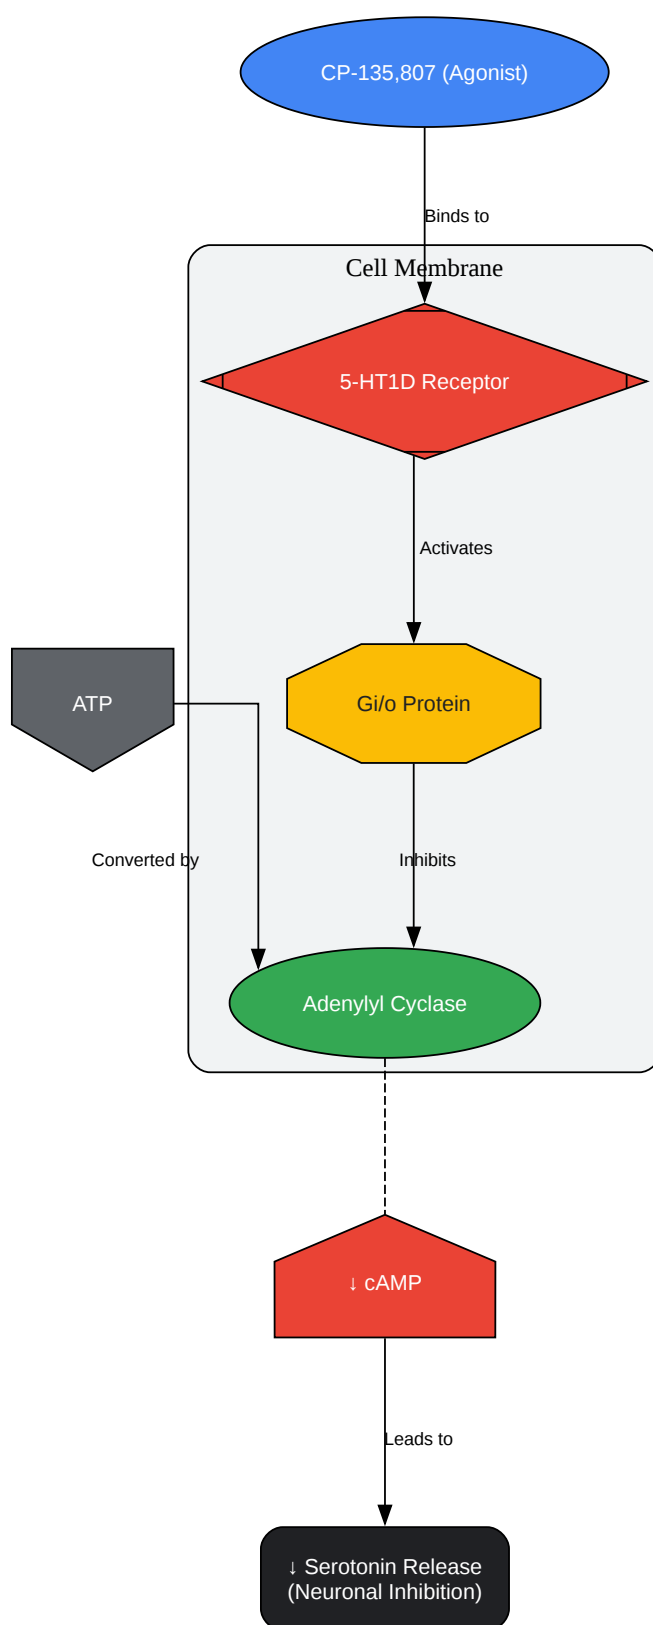 CP-135,807 (Agonist)
Binds to
Cell Membrane
5-HT1D Receptor
Activates
ATP
Gi/o Protein
Converted by
Inhibits
Adenylyl Cyclase
↓ cAMP
Leads to
↓ Serotonin Release
(Neuronal Inhibition)